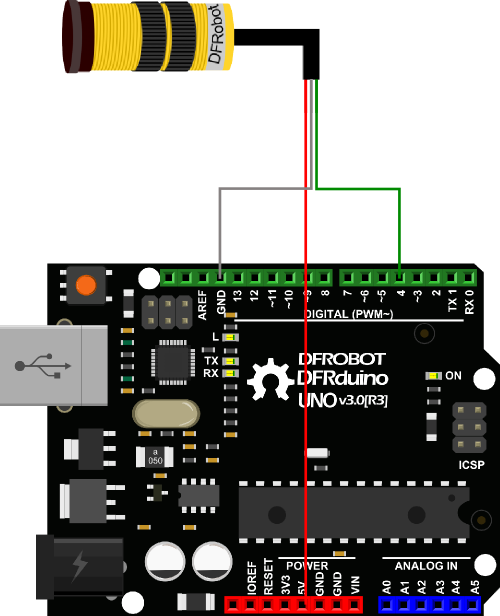 DFRobot
AREF
GND
13
12
~11
~10
~9
8
7
~6
~5
4
~3
2
TX 1
RX 0
DIGITAL (PWM~)
L
TX
RX
DFROBOT
DFRduino
UNO v3.0[R3]
ON
ICSP
a
050
POWER
ANALOG IN
IOREF
RESET
3V3
5V
GND
GND
VIN
A0
A1
A2
A3
A4
A5